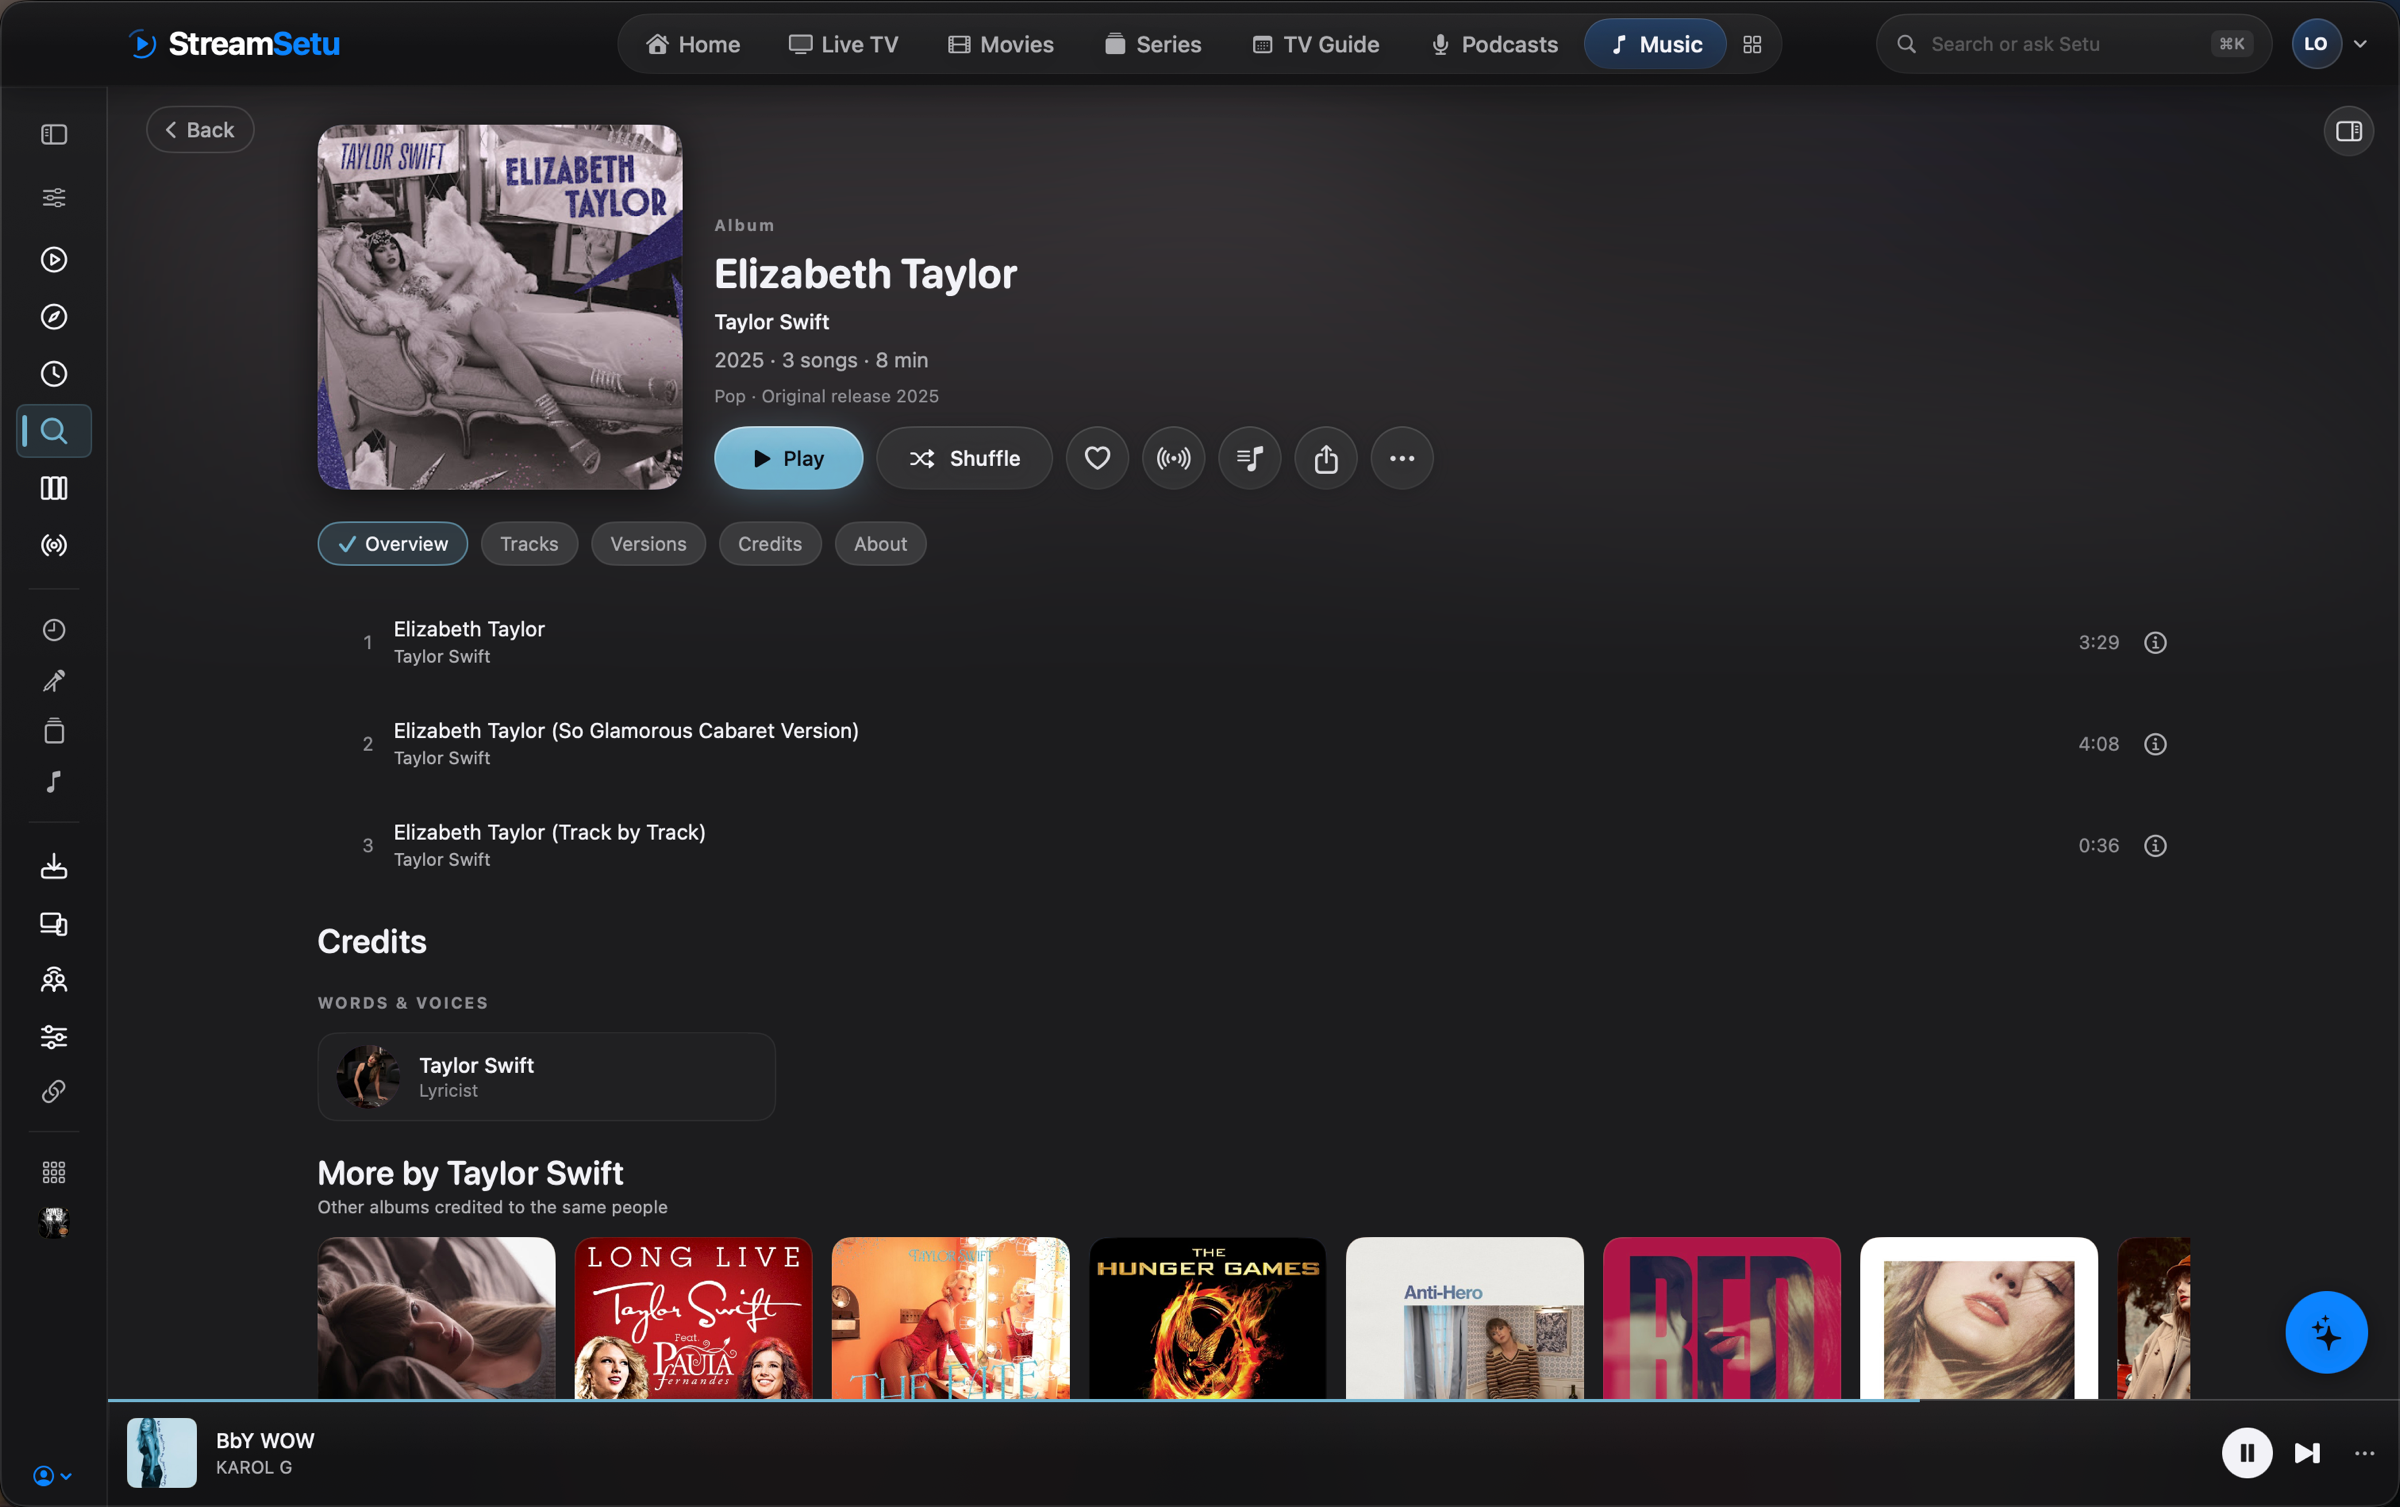 StreamSetu
Home
Live TV
Movies
Series
TV Guide
Podcasts
Music
Search or ask Setu
⌘K
LO
Back
TAYLOR SWIFT
ELIZABETH
TAYLOR
Album
Elizabeth Taylor
Taylor Swift
2025 · 3 songs · 8 min
Pop · Original release 2025
Play
Shuffle
Overview
Tracks
Versions
Credits
About
1
Elizabeth Taylor
Taylor Swift
3:29
2
Elizabeth Taylor (So Glamorous Cabaret Version)
Taylor Swift
4:08
3
Elizabeth Taylor (Track by Track)
Taylor Swift
0:36
Credits
WORDS & VOICES
Taylor Swift
Lyricist
More by Taylor Swift
Other albums credited to the same people
LONG LIVE
Taylor Swift
Feat.
PAULA
Fernandes
TAYLOR SWIFT
THE FATE
THE
HUNGER GAMES
Anti-Hero
RED
BbY WOW
KAROL G